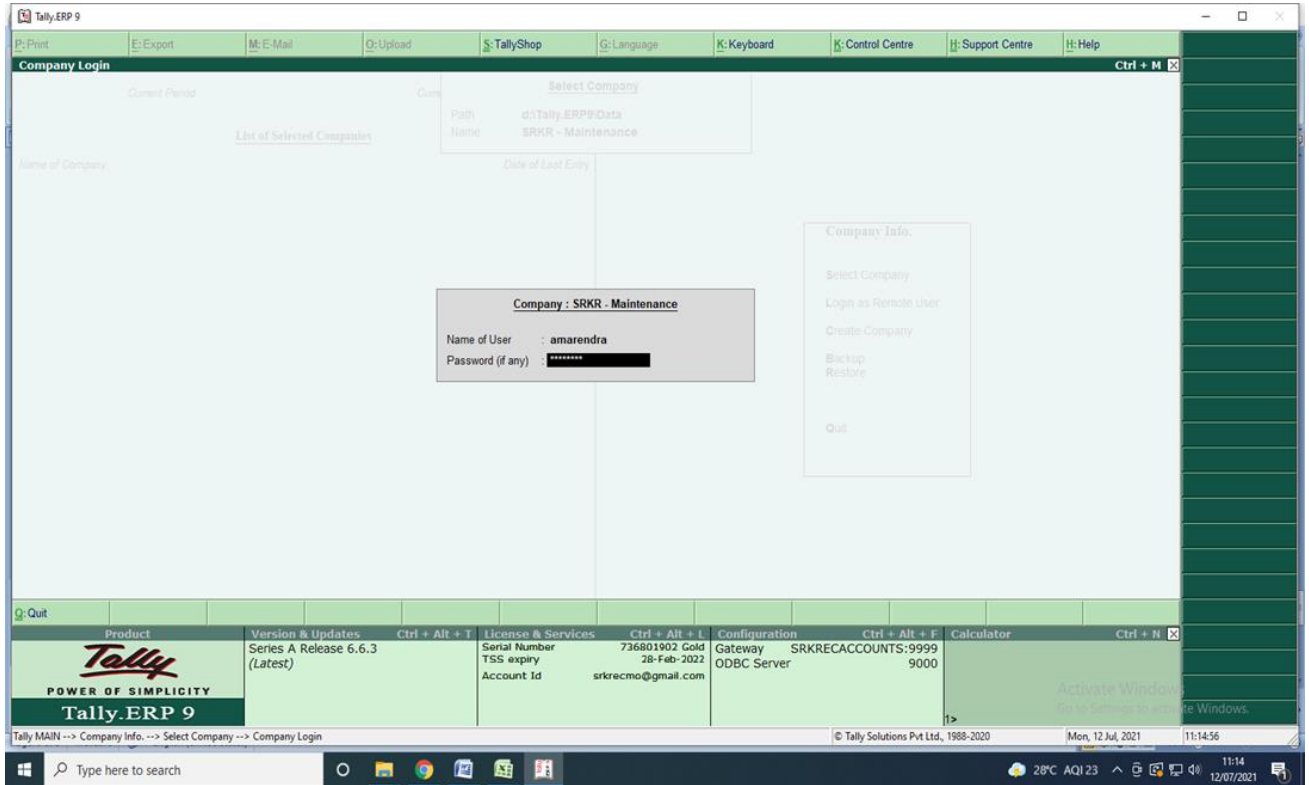 Tally.ERP 9
P: Print E: Export M: E-Mail O: Upload S: TallyShop G: Language K: Keyboard K: Control Centre H: Support Centre H: Help
Company Login Ctrl + M
Current Period
Select Company
Path d:\Tally.ERP9\Data
Name SRKR - Maintenance
List of Selected Companies
Name of Company Date of Last Entry
Company Info.
Select Company
Login as Remote User
Create Company
Backup
Restore
Quit
Company : SRKR - Maintenance
Name of User : amarendra
Password (if any) : ********
Q: Quit
Product
Tally
POWER OF SIMPLICITY
Tally.ERP 9
Version & Updates Ctrl + Alt + T
Series A Release 6.6.3
(Latest)
License & Services Ctrl + Alt + L
Serial Number 736801902 Gold
TSS expiry 28-Feb-2022
Account Id srkrecmo@gmail.com
Configuration Ctrl + Alt + F
Gateway SRKRECACCOUNTS:9999
ODBC Server 9000
Calculator Ctrl + N
1>
Activate Windows
Go to Settings to activate Windows.
Tally MAIN --> Company Info. --> Select Company --> Company Login © Tally Solutions Pvt Ltd., 1988-2020 Mon, 12 Jul, 2021 11:14:56
Type here to search 28°C AQI 23 11:14
12/07/2021